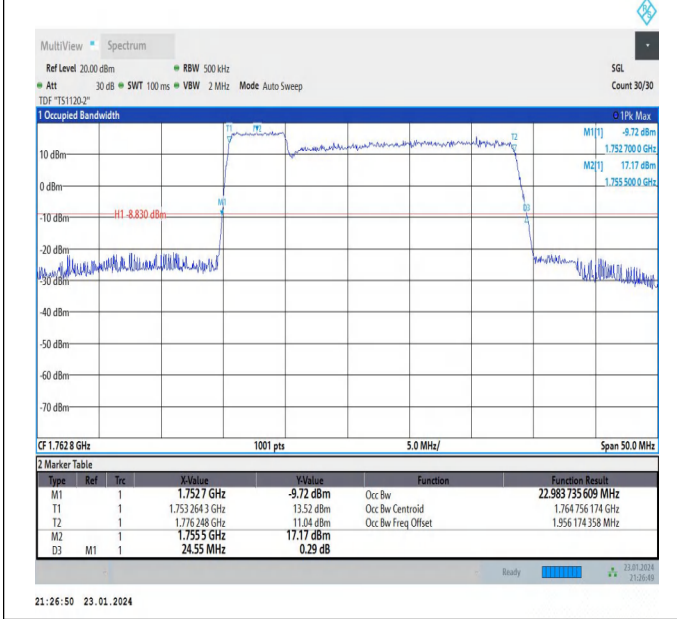 R&S
MultiView Spectrum
Ref Level 20.00 dBm RBW 500 kHz SGL
Att 30 dB SWT 100 ms VBW 2 MHz Mode Auto Sweep Count 30/30
TDF "TS1120-2"
1 Occupied Bandwidth 1Pk Max
M1[1] -9.72 dBm
1.752 700 0 GHz
M2[1] 17.17 dBm
1.755 500 0 GHz
T1 M2 T2
10 dBm
0 dBm
M1 D3
-10 dBm H1 -8.830 dBm
-20 dBm
-30 dBm
-40 dBm
-50 dBm
-60 dBm
-70 dBm
CF 1.762 8 GHz 1001 pts 5.0 MHz/ Span 50.0 MHz
2 Marker Table
Type Ref Trc X-Value Y-Value Function Function Result
M1 1 1.752 7 GHz -9.72 dBm Occ Bw 22.983 735 609 MHz
T1 1 1.753 264 3 GHz 13.52 dBm Occ Bw Centroid 1.764 756 174 GHz
T2 1 1.776 248 GHz 11.04 dBm Occ Bw Freq Offset 1.956 174 358 MHz
M2 1 1.755 5 GHz 17.17 dBm
D3 M1 1 24.55 MHz 0.29 dB
Ready 23.01.2024
21:26:49
21:26:50 23.01.2024